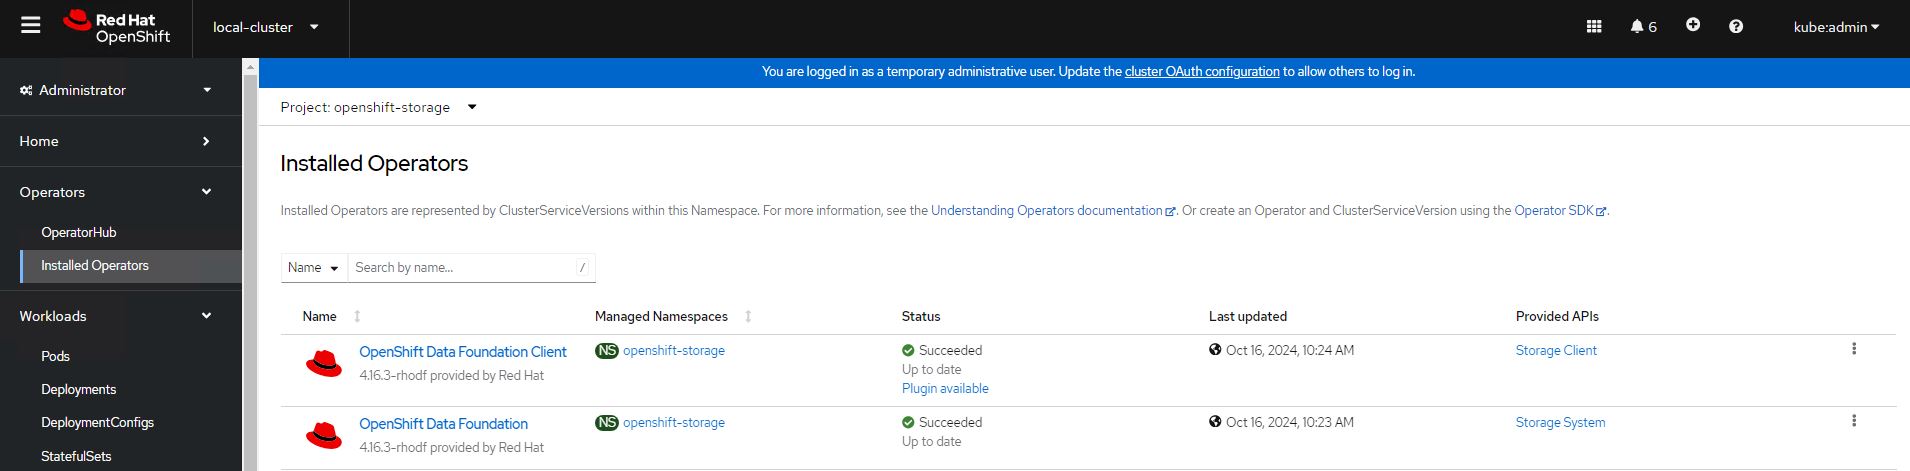 Red Hat
OpenShift
local-cluster
6
kube:admin
You are logged in as a temporary administrative user. Update the cluster OAuth configuration to allow others to log in.
Administrator
Home
Operators
OperatorHub
Installed Operators
Workloads
Pods
Deployments
DeploymentConfigs
StatefulSets
Project: openshift-storage
Installed Operators
Installed Operators are represented by ClusterServiceVersions within this Namespace. For more information, see the Understanding Operators documentation. Or create an Operator and ClusterServiceVersion using the Operator SDK.
Name Search by name... /
Name Managed Namespaces Status Last updated Provided APIs
OpenShift Data Foundation Client NS openshift-storage Succeeded Oct 16, 2024, 10:24 AM Storage Client
4.16.3-rhodf provided by Red Hat Up to date
Plugin available
OpenShift Data Foundation NS openshift-storage Succeeded Oct 16, 2024, 10:23 AM Storage System
4.16.3-rhodf provided by Red Hat Up to date